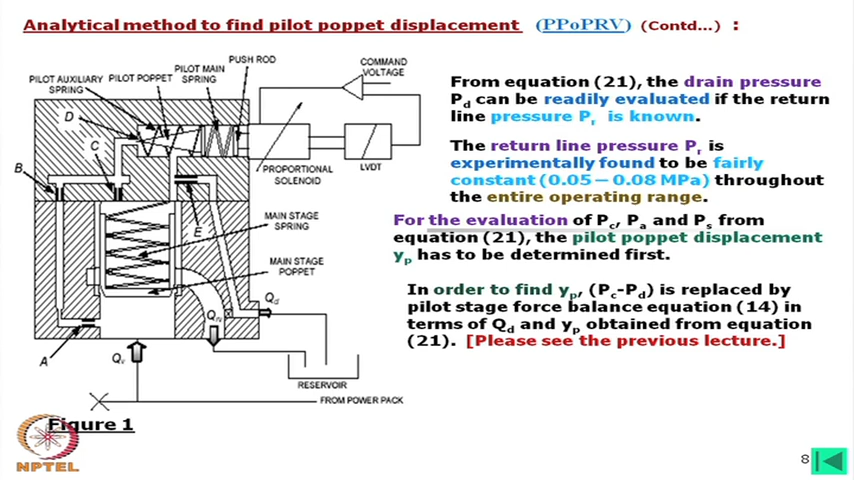 Analytical method to find pilot poppet displacement (PPoPRV) (Contd...) :
PUSH ROD
PILOT MAIN
SPRING
PILOT POPPET
PILOT AUXILIARY
SPRING
COMMAND
VOLTAGE
D
C
B
E
A
PROPORTIONAL
SOLENOID
LVDT
MAIN STAGE
SPRING
MAIN STAGE
POPPET
Qd
Qrv
Qv
RESERVOIR
FROM POWER PACK
Figure 1
From equation (21), the drain pressure
Pd can be readily evaluated if the return
line pressure Pr is known.
The return line pressure Pr is
experimentally found to be fairly
constant (0.05 – 0.08 MPa) throughout
the entire operating range.
For the evaluation of Pc, Pa and Ps from
equation (21), the pilot poppet displacement
yp has to be determined first.
In order to find yp, (Pc-Pd) is replaced by
pilot stage force balance equation (14) in
terms of Qd and yp obtained from equation
(21). [Please see the previous lecture.]
NPTEL
8